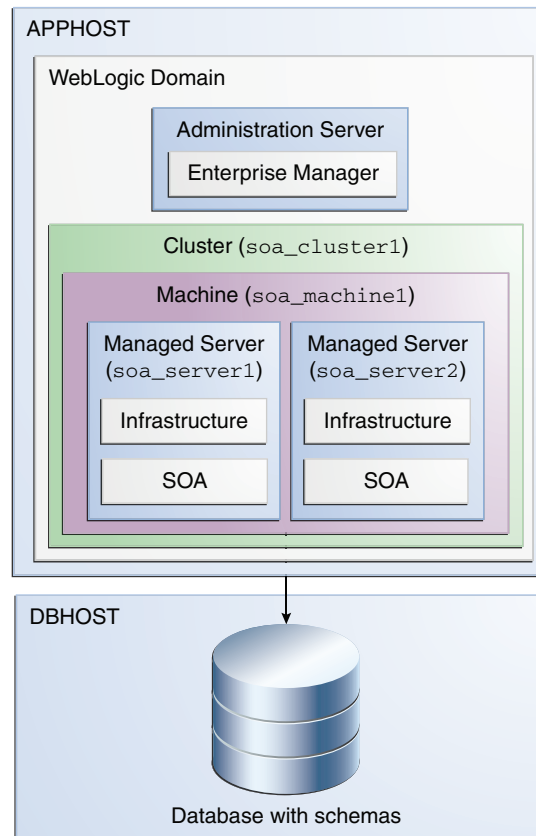 APPHOST
WebLogic Domain
Administration Server
Enterprise Manager
Cluster (soa_cluster1)
Machine (soa_machine1)
Managed Server
(soa_server1)
Infrastructure
SOA
Managed Server
(soa_server2)
Infrastructure
SOA
DBHOST
Database with schemas